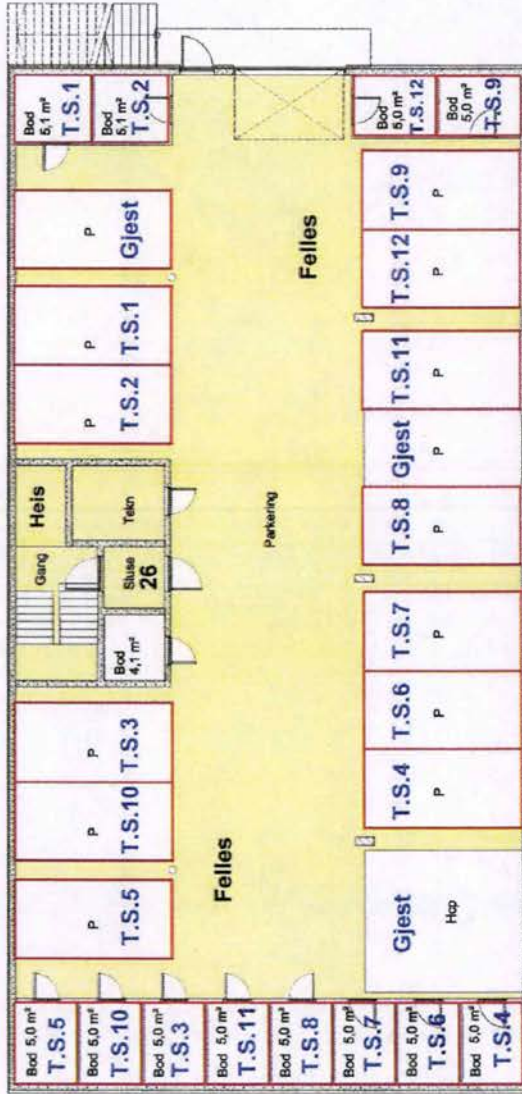 Bod
5,1 m²
T.S.1
Bod
5,1 m²
T.S.2
Bod
5,0 m²
T.S.12
Bod
5,0 m²
T.S.9
P
Gjest
P
T.S.1
P
T.S.2
Felles
T.S.9
P
T.S.12
P
T.S.11
P
Gjest
P
T.S.8
P
Heis
Tekn
Gang
Sluse
26
Bod
4,1 m²
Parkering
T.S.7
P
T.S.6
P
T.S.4
P
P
T.S.3
P
T.S.10
P
T.S.5
Felles
Gjest
Hcp
Bod 5,0 m²
T.S.5
Bod 5,0 m²
T.S.10
Bod 5,0 m²
T.S.3
Bod 5,0 m²
T.S.11
Bod 5,0 m²
T.S.8
Bod 5,0 m²
T.S.7
Bod 5,0 m²
T.S.6
Bod 5,0 m²
T.S.4